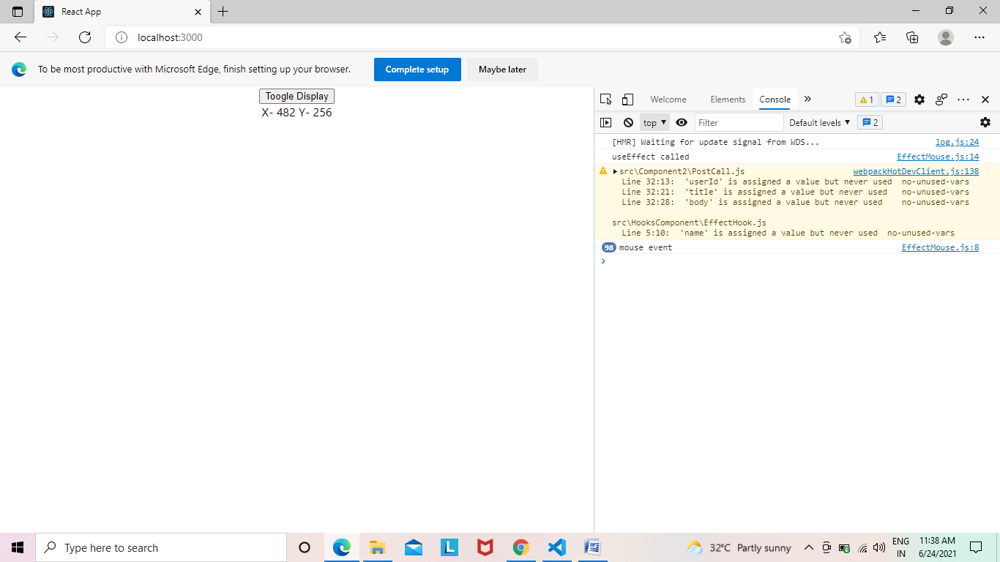 React App
localhost:3000
To be most productive with Microsoft Edge, finish setting up your browser. Complete setup Maybe later
Toogle Display
X- 482 Y- 256
Welcome Elements Console 1 2
top Filter Default levels 2
[HMR] Waiting for update signal from WDS... log.js:24
useEffect called EffectMouse.js:14
src\Component2\PostCall.js webpackHotDevClient.js:138
Line 32:13: 'userId' is assigned a value but never used no-unused-vars
Line 32:21: 'title' is assigned a value but never used no-unused-vars
Line 32:28: 'body' is assigned a value but never used no-unused-vars
src\HooksComponent\EffectHook.js
Line 5:10: 'name' is assigned a value but never used no-unused-vars
98 mouse event EffectMouse.js:8
Type here to search
L
W
32°C Partly sunny
ENG
IN
11:38 AM
6/24/2021